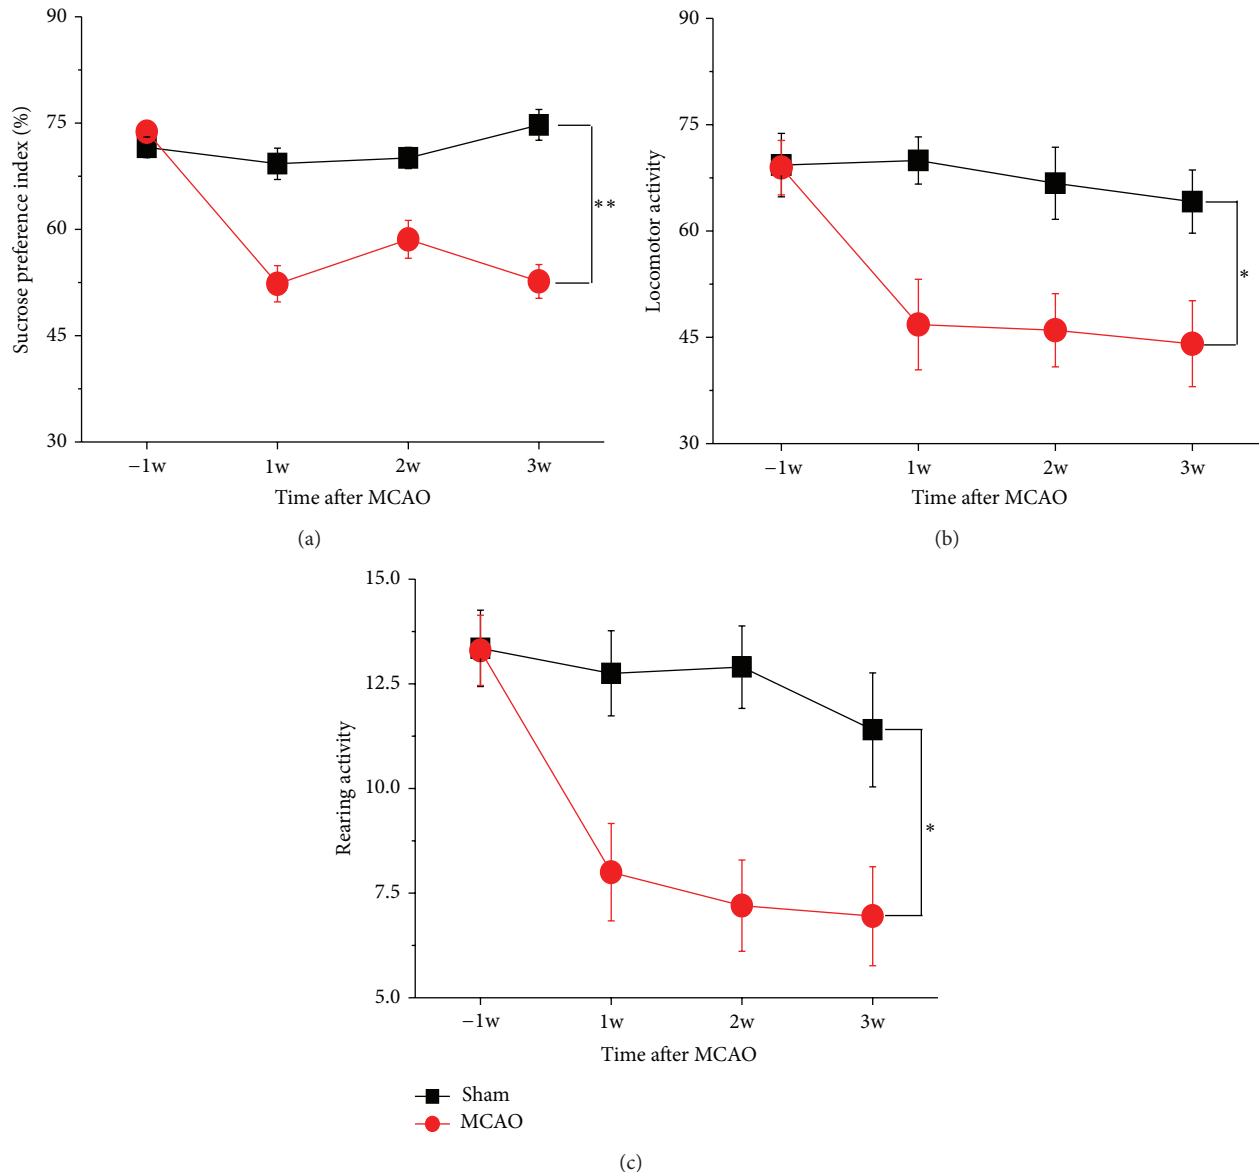 90
75
60
45
30
Sucrose preference index (%)
**
−1w 1w 2w 3w
Time after MCAO
(a)
90
75
60
45
30
Locomotor activity
*
−1w 1w 2w 3w
Time after MCAO
(b)
15.0
12.5
10.0
7.5
5.0
Rearing activity
*
−1w 1w 2w 3w
Time after MCAO
Sham
MCAO
(c)